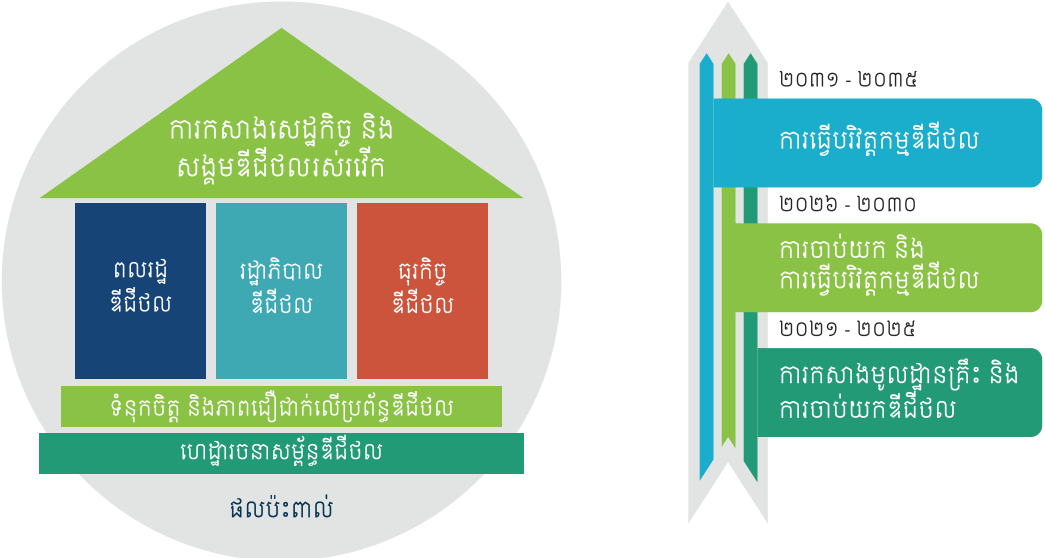 ការកសាងសេដ្ឋកិច្ច និង
សង្គមឌីជីថលរស់រវើក
ពលរដ្ឋ
ឌីជីថល
រដ្ឋាភិបាល
ឌីជីថល
ធុរកិច្ច
ឌីជីថល
ទំនុកចិត្ត និងភាពជឿជាក់លើប្រព័ន្ធឌីជីថល
ហេដ្ឋារចនាសម្ព័ន្ធឌីជីថល
ផលប៉ះពាល់
២០៣១ - ២០៣៥
ការធ្វើបរិវត្តកម្មឌីជីថល
២០២៦ - ២០៣០
ការចាប់យក និង
ការធ្វើបរិវត្តកម្មឌីជីថល
២០២១ - ២០២៥
ការកសាងមូលដ្ឋានគ្រឹះ និង
ការចាប់យកឌីជីថល